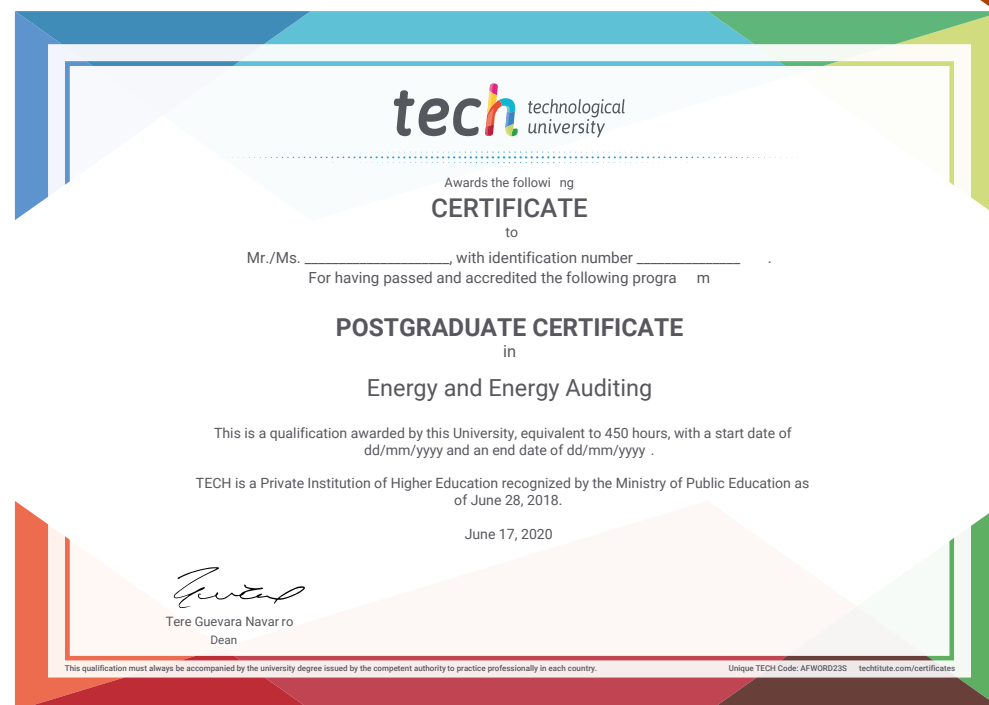 tech technological
university
Awards the followi ng
CERTIFICATE
to
Mr./Ms. _____________________, with identification number _______________ .
For having passed and accredited the following progra m
POSTGRADUATE CERTIFICATE
in
Energy and Energy Auditing
This is a qualification awarded by this University, equivalent to 450 hours, with a start date of
dd/mm/yyyy and an end date of dd/mm/yyyy .
TECH is a Private Institution of Higher Education recognized by the Ministry of Public Education as
of June 28, 2018.
June 17, 2020
Tere Guevara Navar ro
Dean
This qualification must always be accompanied by the university degree issued by the competent authority to practice professionally in each country.
Unique TECH Code: AFWORD23S techtitute.com/certificates